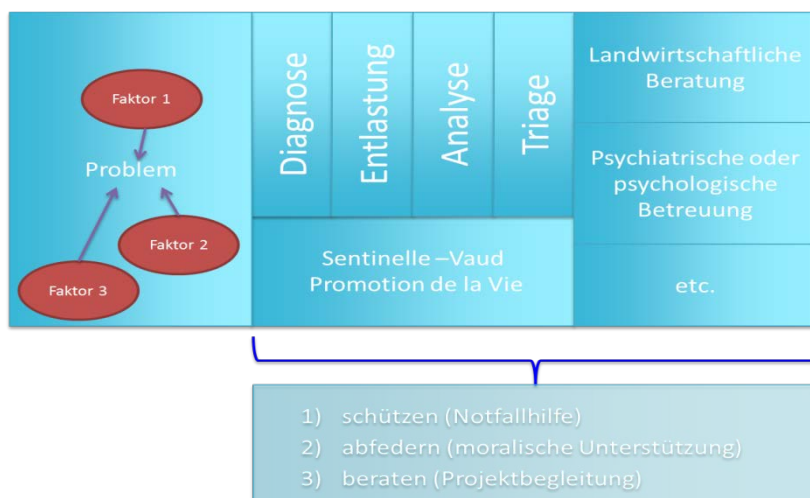 Faktor 1
Problem
Faktor 2
Faktor 3
Diagnose
Entlastung
Analyse
Triage
Sentinelle –Vaud
Promotion de la Vie
Landwirtschaftliche
Beratung
Psychiatrische oder
psychologische
Betreuung
etc.
1) schützen (Notfallhilfe)
2) abfedern (moralische Unterstützung)
3) beraten (Projektbegleitung)